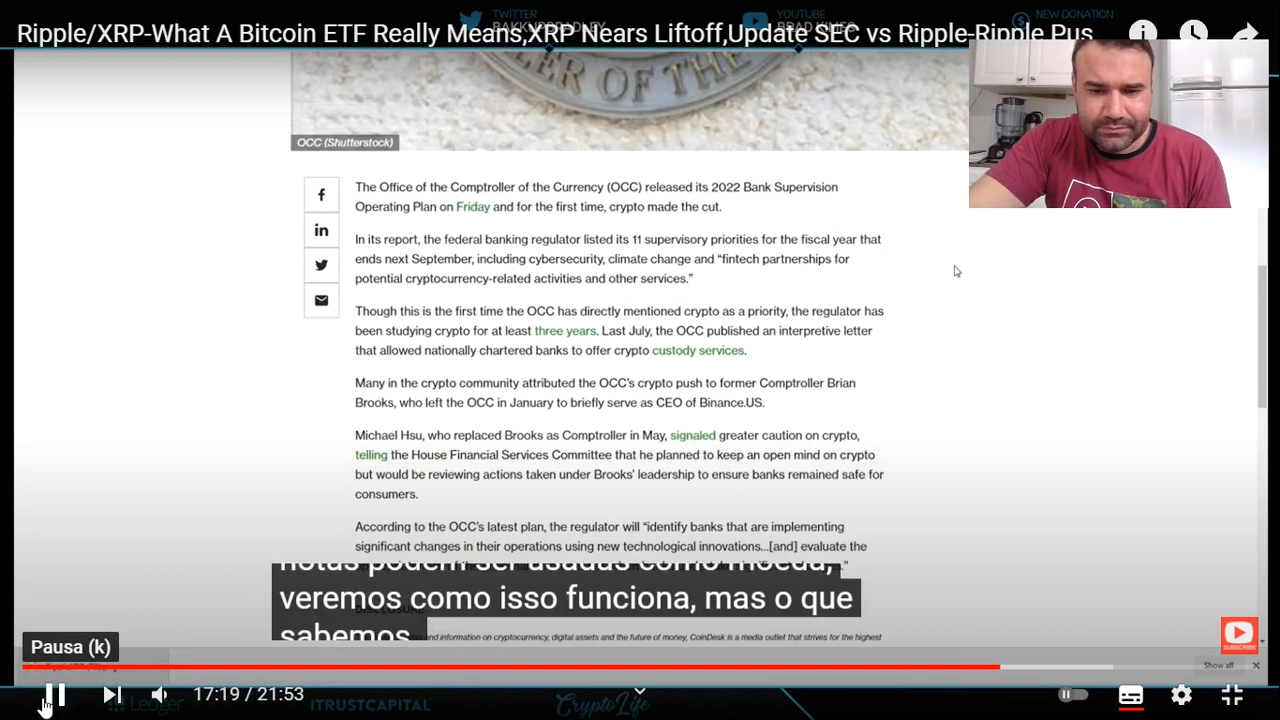 TWITTER
YOUTUBE
NEW DONATION
Ripple/XRP-What A Bitcoin ETF Really Means,XRP Nears Liftoff,Update SEC vs Ripple-Ripple Pus
LER OF THE
OCC (Shutterstock)
The Office of the Comptroller of the Currency (OCC) released its 2022 Bank Supervision
Operating Plan on Friday and for the first time, crypto made the cut.
In its report, the federal banking regulator listed its 11 supervisory priorities for the fiscal year that
ends next September, including cybersecurity, climate change and “fintech partnerships for
potential cryptocurrency-related activities and other services.”
Though this is the first time the OCC has directly mentioned crypto as a priority, the regulator has
been studying crypto for at least three years. Last July, the OCC published an interpretive letter
that allowed nationally chartered banks to offer crypto custody services.
Many in the crypto community attributed the OCC’s crypto push to former Comptroller Brian
Brooks, who left the OCC in January to briefly serve as CEO of Binance.US.
Michael Hsu, who replaced Brooks as Comptroller in May, signaled greater caution on crypto,
telling the House Financial Services Committee that he planned to keep an open mind on crypto
but would be reviewing actions taken under Brooks’ leadership to ensure banks remained safe for
consumers.
According to the OCC’s latest plan, the regulator will “identify banks that are implementing
significant changes in their operations using new technological innovations...[and] evaluate the
notas podem ser usadas como moeda,
veremos como isso funciona, mas o que
sabemos
and information on cryptocurrency, digital assets and the future of money, CoinDesk is a media outlet that strives for the highest
SUBSCRIBE
Pausa (k)
Show all
17:19 / 21:53
Ledger
ITRUSTCAPITAL
CryptoLife